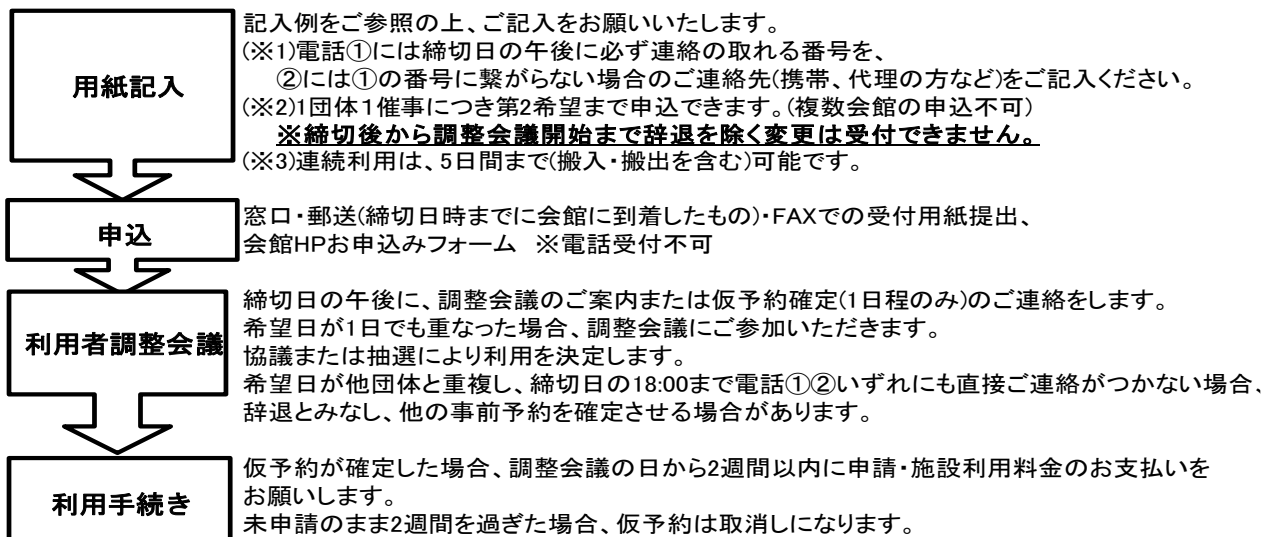 用紙記入
記入例をご参照の上、ご記入をお願いいたします。
(※1)電話①には締切日の午後に必ず連絡の取れる番号を、
②には①の番号に繋がらない場合のご連絡先(携帯、代理の方など)をご記入ください。
(※2)1団体1催事につき第2希望まで申込できます。(複数会館の申込不可)
※締切後から調整会議開始まで辞退を除く変更は受付できません。
(※3)連続利用は、5日間まで(搬入・搬出を含む)可能です。
申込
窓口・郵送(締切日時までに会館に到着したもの)・FAXでの受付用紙提出、
会館HPお申込みフォーム ※電話受付不可
利用者調整会議
締切日の午後に、調整会議のご案内または仮予約確定(1日程のみ)のご連絡をします。
希望日が1日でも重なった場合、調整会議にご参加いただきます。
協議または抽選により利用を決定します。
希望日が他団体と重複し、締切日の18:00まで電話①②いずれにも直接ご連絡がつかない場合、
辞退とみなし、他の事前予約を確定させる場合があります。
利用手続き
仮予約が確定した場合、調整会議の日から2週間以内に申請・施設利用料金のお支払いを
お願いします。
未申請のまま2週間を過ぎた場合、仮予約は取消しになります。